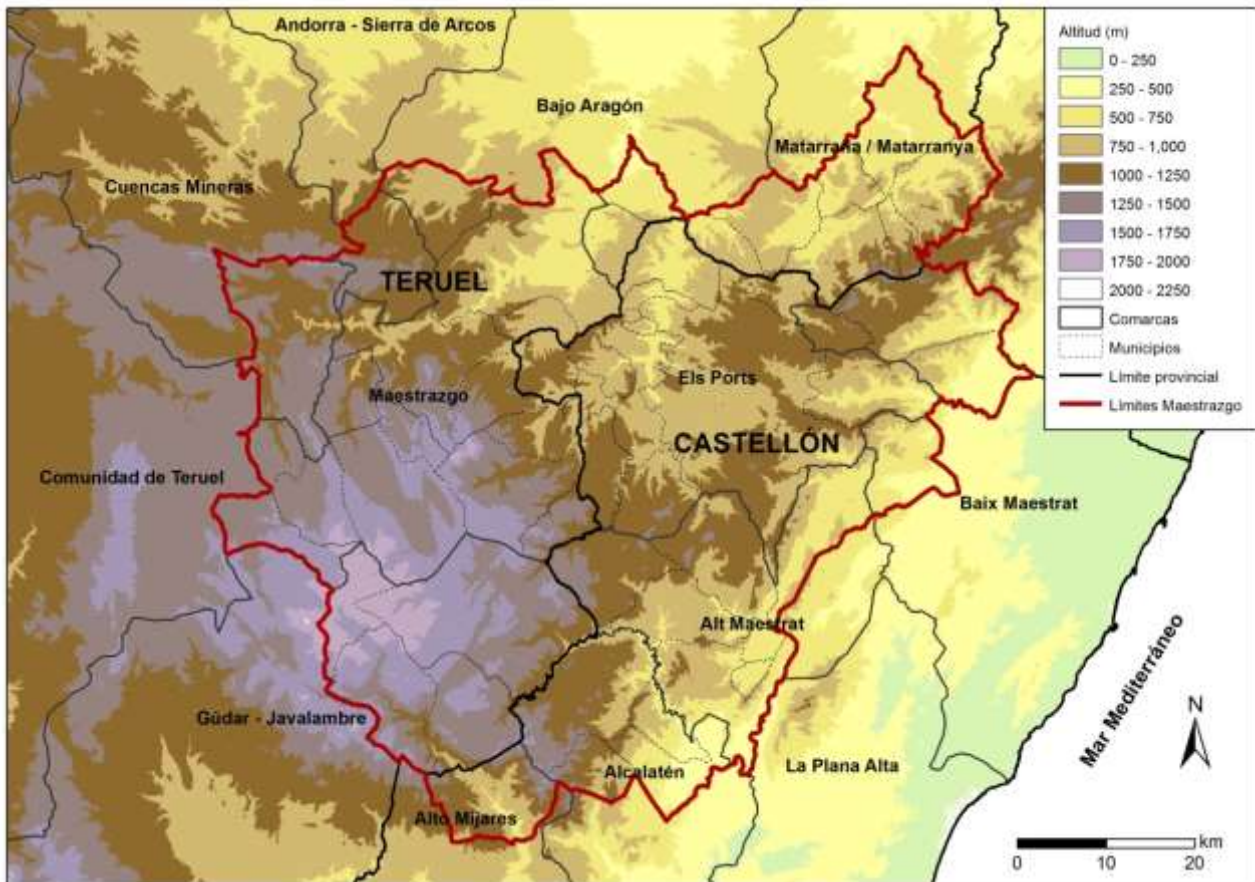 Andorra - Sierra de Arcos
Bajo Aragón
Matarraña / Matarranya
Cuencas Mineras
TERUEL
Maestrazgo
Els Ports
CASTELLÓN
Comunidad de Teruel
Baix Maestrat
Alt Maestrat
Gúdar - Javalambre
Alcalatén
La Plana Alta
Alto Mijares
Mar Mediterráneo
Altitud (m)
0 - 250
250 - 500
500 - 750
750 - 1,000
1000 - 1250
1250 - 1500
1500 - 1750
1750 - 2000
2000 - 2250
Comarcas
Municipios
Límite provincial
Límites Maestrazgo
N
km
0 10 20